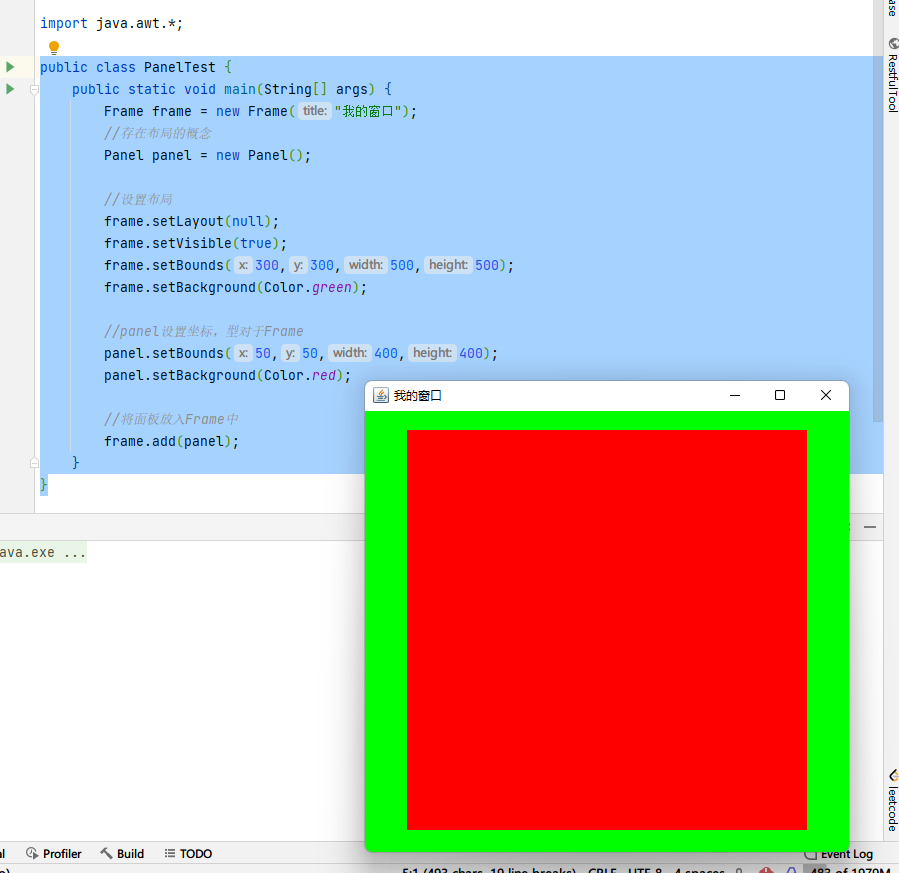 import java.awt.*;
public class PanelTest {
public static void main(String[] args) {
Frame frame = new Frame( title: "我的窗口");
//存在布局的概念
Panel panel = new Panel();
//设置布局
frame.setLayout(null);
frame.setVisible(true);
frame.setBounds( x: 300, y: 300, width: 500, height: 500);
frame.setBackground(Color.green);
//panel设置坐标，型对于Frame
panel.setBounds( x: 50, y: 50, width: 400, height: 400);
panel.setBackground(Color.red);
//将面板放入Frame中
frame.add(panel);
}
}
我的窗口
ava.exe ...
ase
RestfulTool
leetcode
Profiler
Build
TODO
Event Log
5:1 (493 chars, 19 line breaks) CRLF UTF-8 4 spaces
483 of 1979M